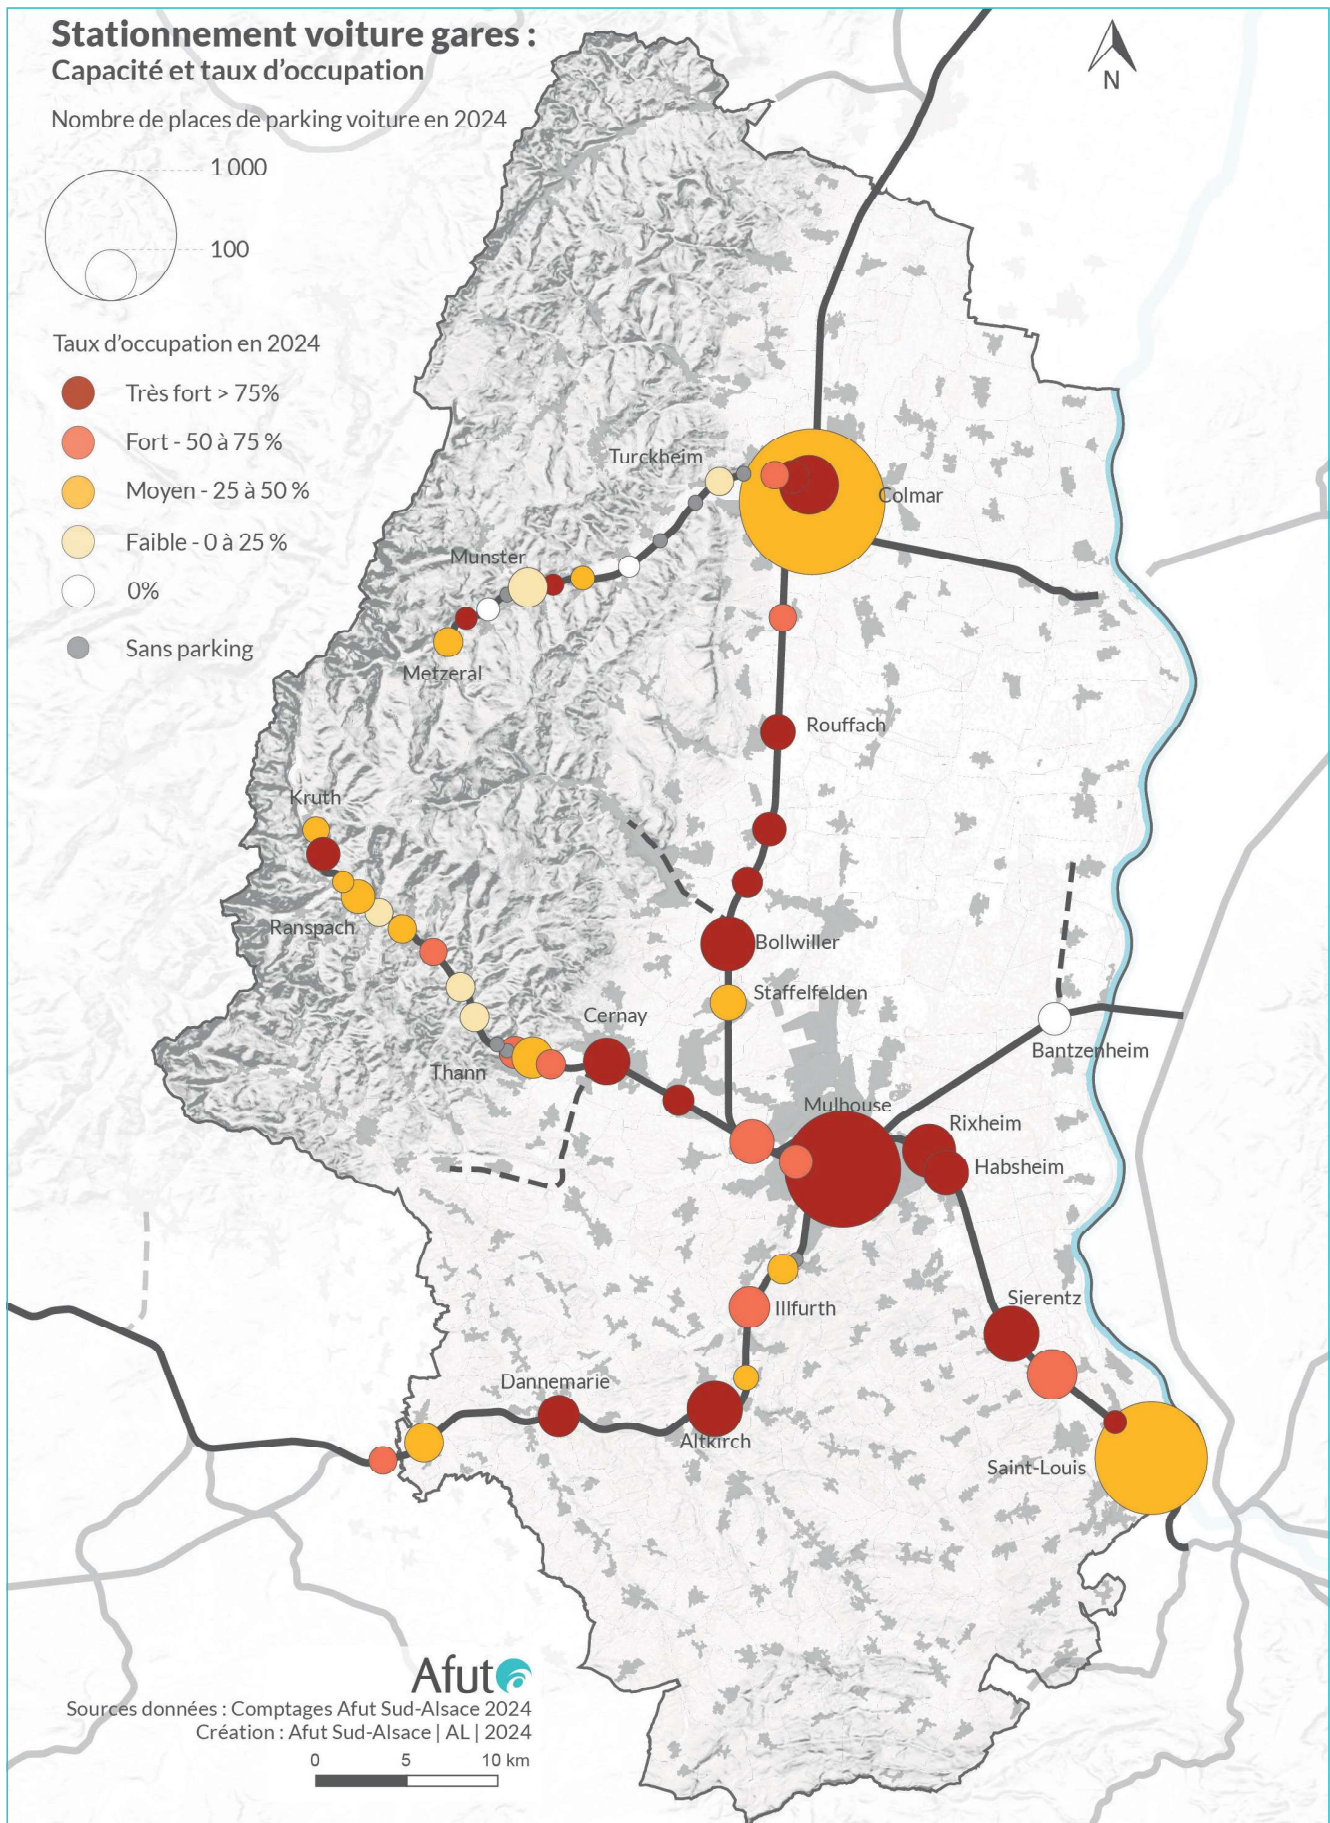 Stationnement voiture gares :
Capacité et taux d'occupation
Nombre de places de parking voiture en 2024
1 000
100
Taux d'occupation en 2024
Très fort > 75%
Fort - 50 à 75 %
Moyen - 25 à 50 %
Faible - 0 à 25 %
0%
Sans parking
N
Turckheim
Colmar
Munster
Metzeral
Rouffach
Kruth
Ranspach
Bollwiller
Staffelfelden
Cernay
Thann
Bantzenheim
Mulhouse
Rixheim
Habsheim
Sierentz
Illfurth
Dannemarie
Altkirch
Saint-Louis
Afut
Sources données : Comptages Afut Sud-Alsace 2024
Création : Afut Sud-Alsace | AL | 2024
0 5 10 km